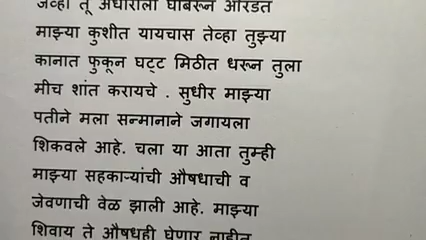 जेव्हा तू अंधाराला घाबरून ओरडत
माझ्या कुशीत यायचास तेव्हा तुझ्या
कानात फुकून घट्ट मिठीत धरून तुला
मीच शांत करायचे . सुधीर माझ्या
पतीने मला सन्मानाने जगायला
शिकवले आहे. चला या आता तुम्ही
माझ्या सहकाऱ्यांची औषधाची व
जेवणाची वेळ झाली आहे. माझ्या
शिवाय ते औषधही घेणार नाहीत